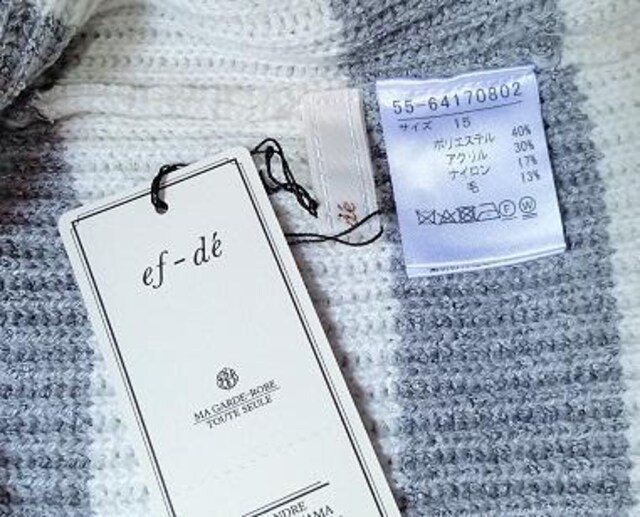 55-64170802
サイズ 15
ポリエステル 40%
アクリル 30%
ナイロン 17%
毛 13%
F W
dé
ef-dé
MA GARDE-ROBE
TOUTE SEULE